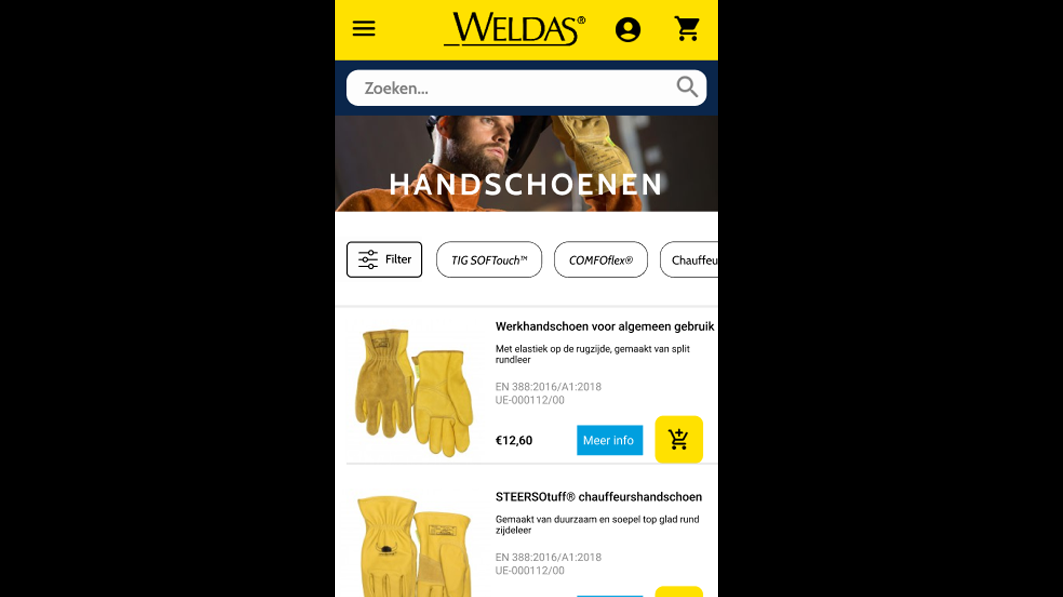 WELDAS®
Zoeken...
HANDSCHOENEN
Filter
TIG SOFTouch™
COMFOflex®
Chauffeu
Werkhandschoen voor algemeen gebruik
Met elastiek op de rugzijde, gemaakt van split
rundleer
EN 388:2016/A1:2018
UE-000112/00
€12,60
Meer info
STEERSOtuff® chauffeurshandschoen
Gemaakt van duurzaam en soepel top glad rund
zijdeleer
EN 388:2016/A1:2018
UE-000112/00